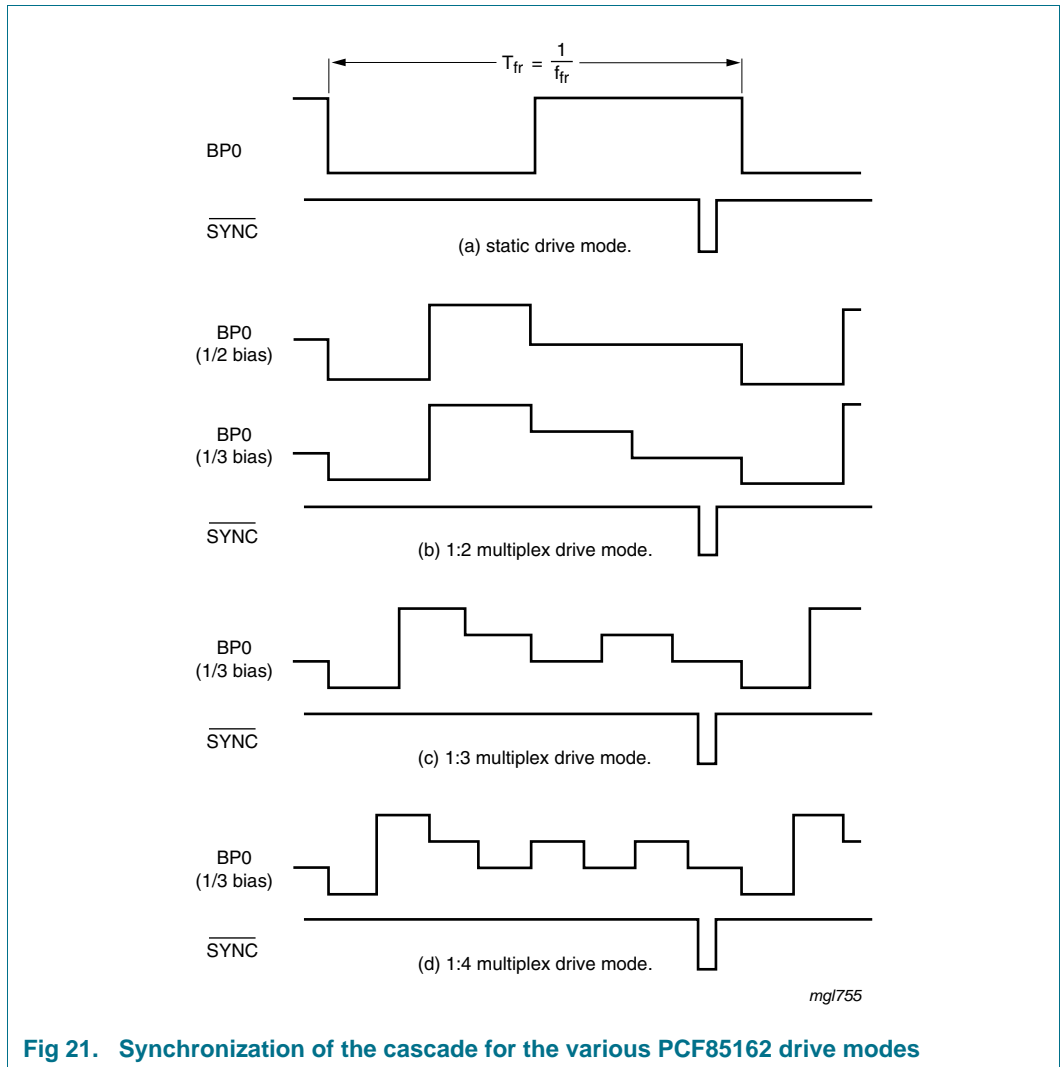 T_fr = 1/f_fr
BP0
SYNC
(a) static drive mode.
BP0
(1/2 bias)
BP0
(1/3 bias)
SYNC
(b) 1:2 multiplex drive mode.
BP0
(1/3 bias)
SYNC
(c) 1:3 multiplex drive mode.
BP0
(1/3 bias)
SYNC
(d) 1:4 multiplex drive mode.
mgl755
Fig 21. Synchronization of the cascade for the various PCF85162 drive modes